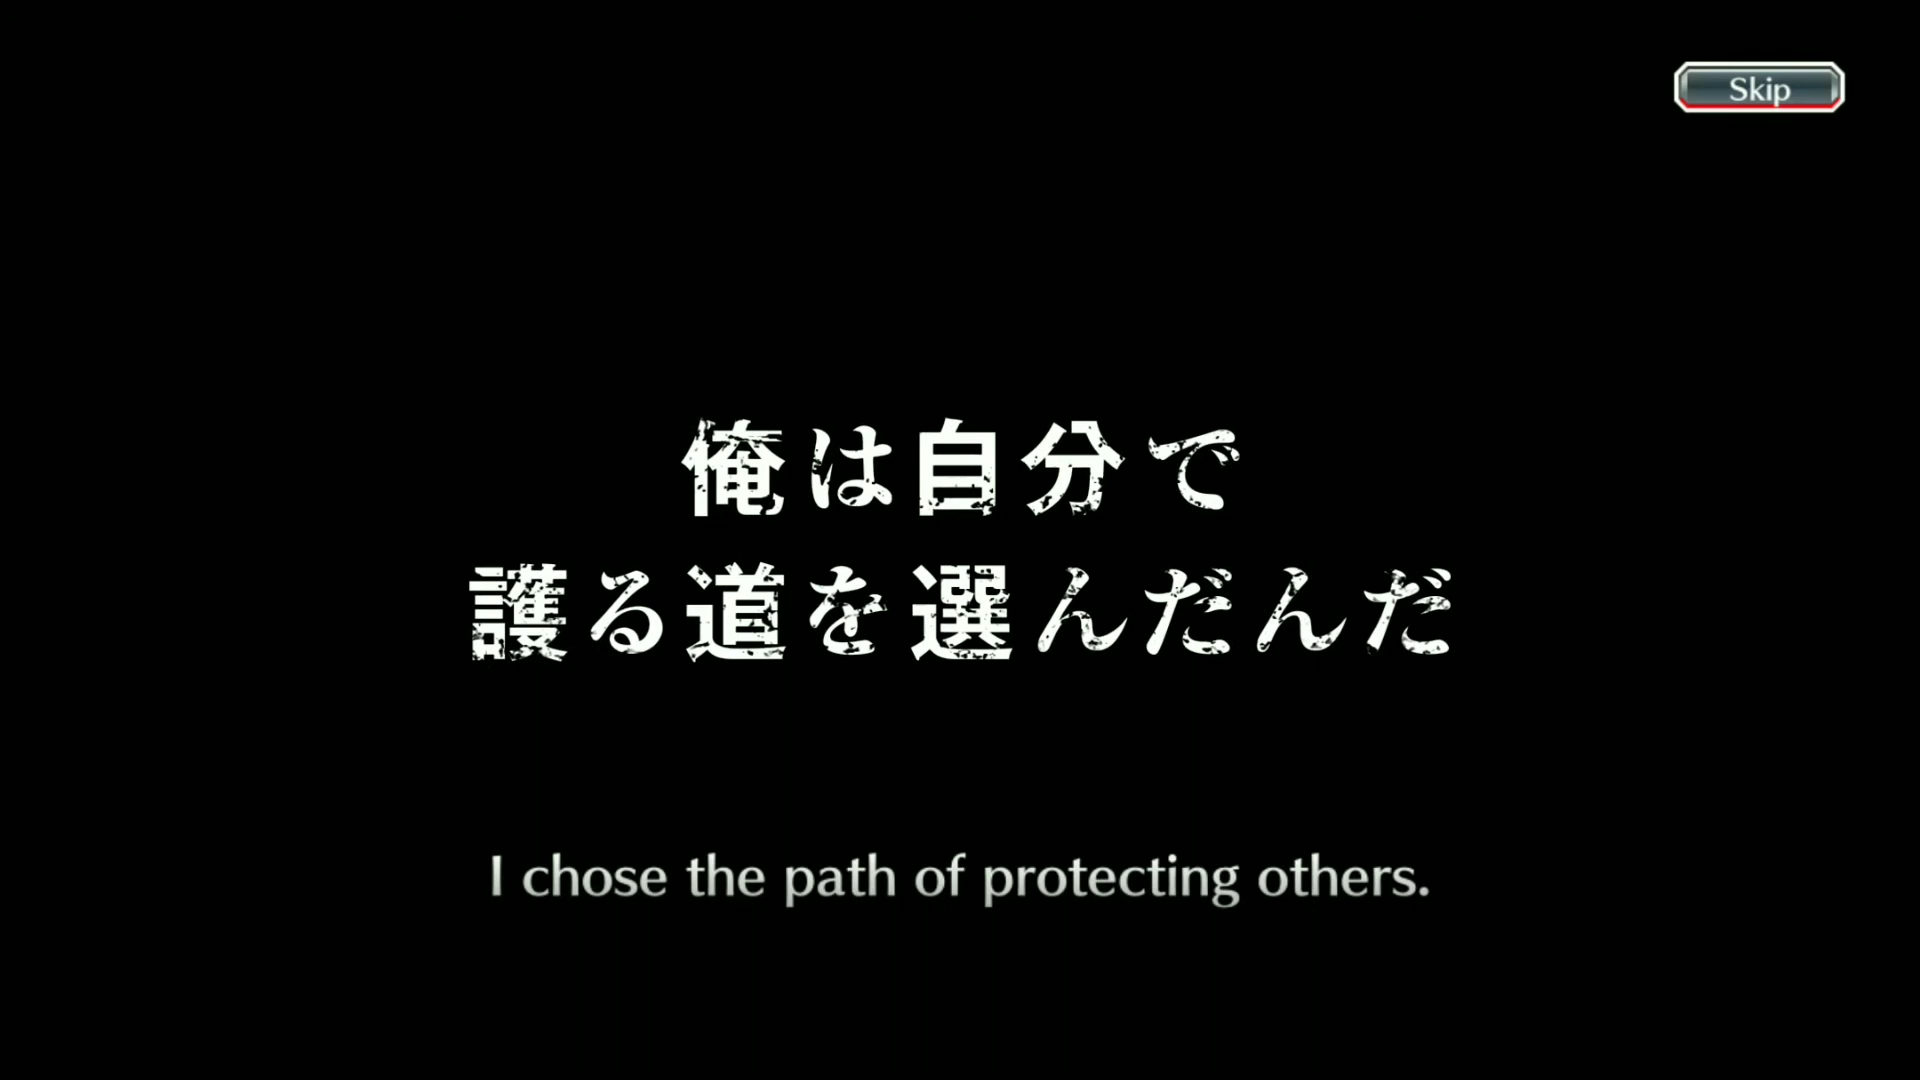 Skip
俺は自分で
護る道を選んだんだ
I chose the path of protecting others.